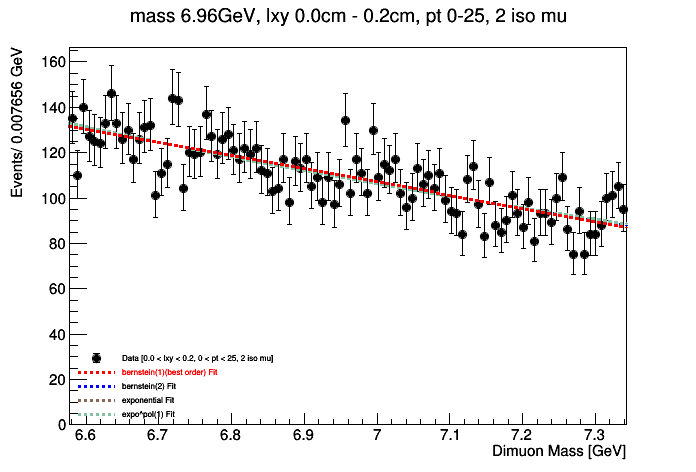 mass 6.96GeV, lxy 0.0cm - 0.2cm, pt 0-25, 2 iso mu
Events/ 0.007656 GeV
160
140
120
100
80
60
40
20
0
Data [0.0 < lxy < 0.2, 0 < pt < 25, 2 iso mu]
bernstein(1)(best order) Fit
bernstein(2) Fit
exponential Fit
expo*pol(1) Fit
6.6 6.7 6.8 6.9 7 7.1 7.2 7.3
Dimuon Mass [GeV]